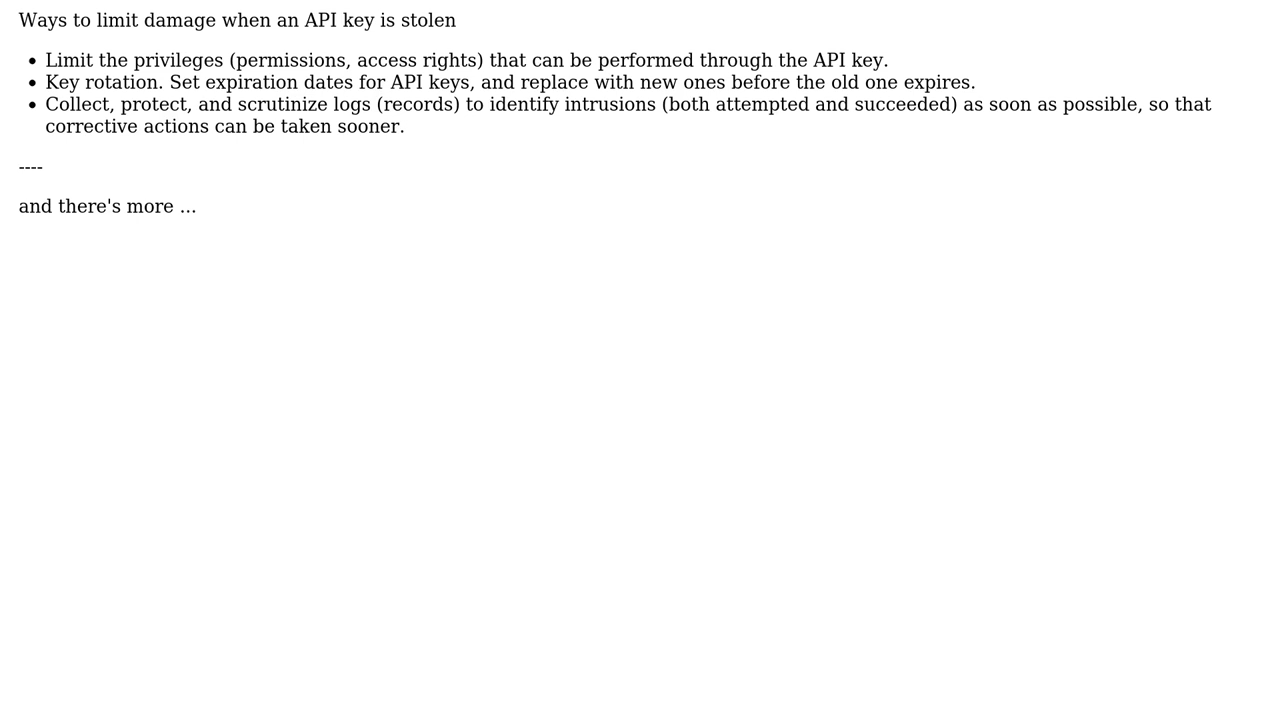 Ways to limit damage when an API key is stolen
• Limit the privileges (permissions, access rights) that can be performed through the API key.
• Key rotation. Set expiration dates for API keys, and replace with new ones before the old one expires.
• Collect, protect, and scrutinize logs (records) to identify intrusions (both attempted and succeeded) as soon as possible, so that
corrective actions can be taken sooner.
----
and there's more ...